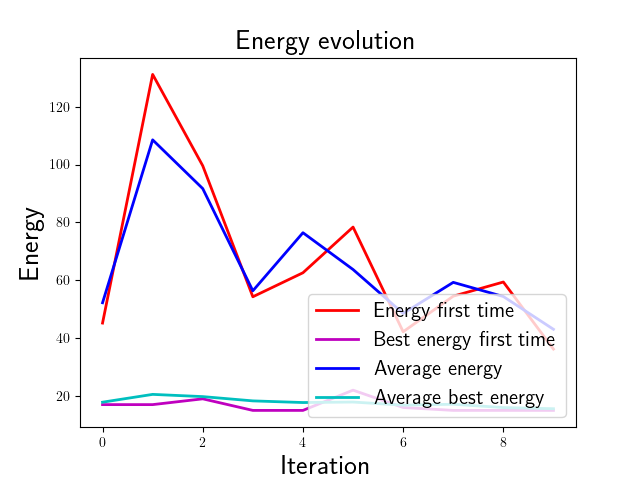 Energy evolution
120
100
80
60
40
20
Energy
0
2
4
6
8
Iteration
Energy first time
Best energy first time
Average energy
Average best energy